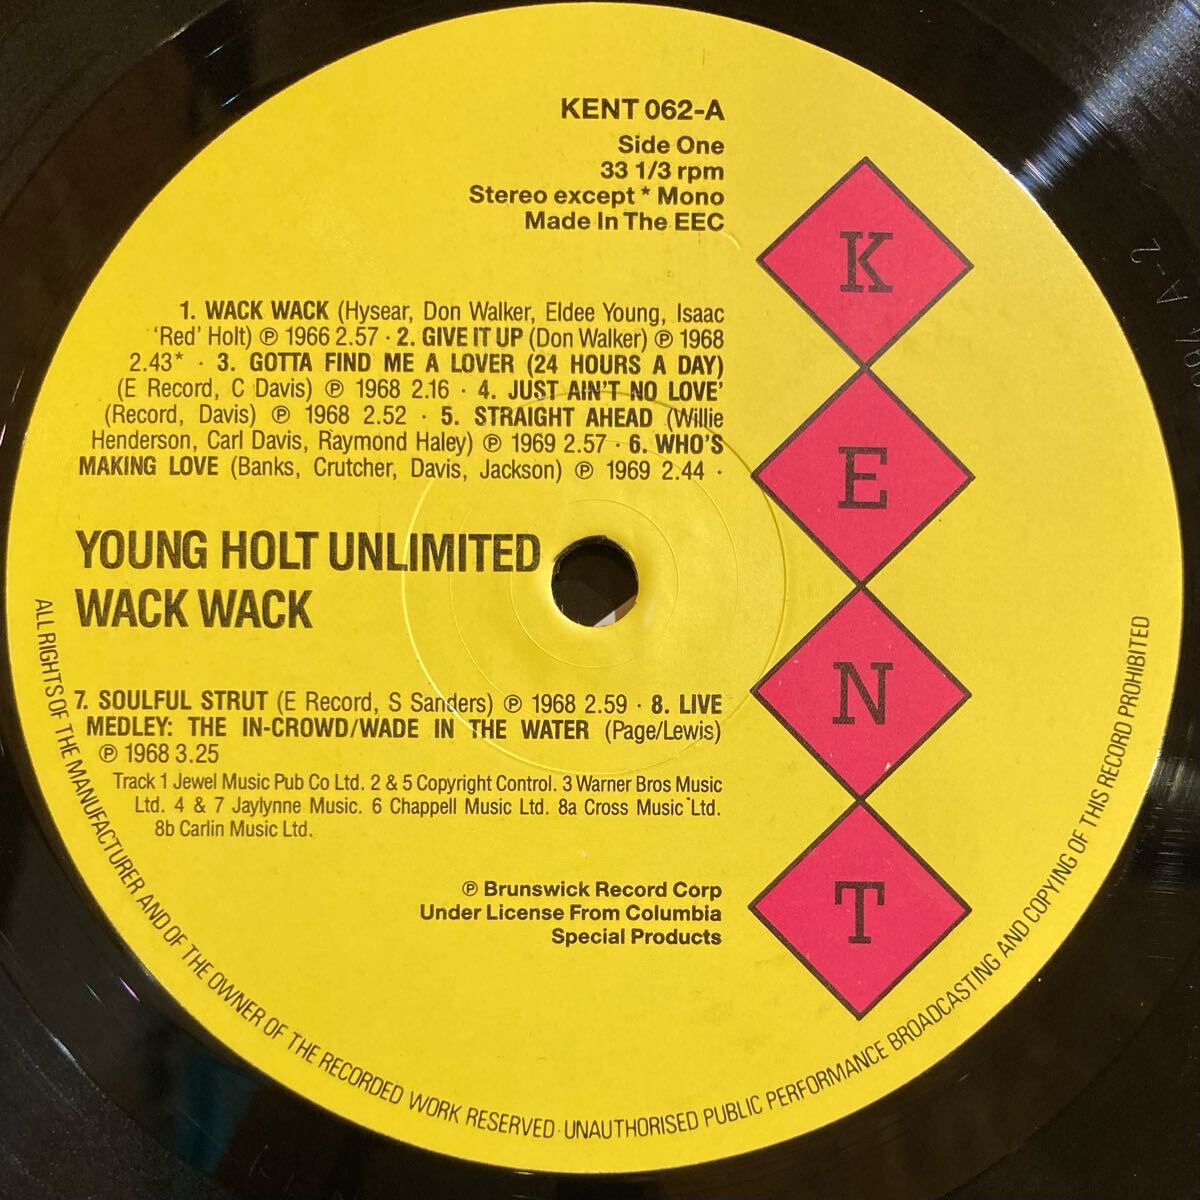 KENT 062-A
Side One
33 1/3 rpm
Stereo except * Mono
Made In The EEC
1. WACK WACK (Hysear, Don Walker, Eldee Young, Isaac
'Red' Holt) ℗ 1966 2.57 · 2. GIVE IT UP (Don Walker) ℗ 1968
2.43* · 3. GOTTA FIND ME A LOVER (24 HOURS A DAY)
(E Record, C Davis) ℗ 1968 2.16 · 4. JUST AIN'T NO LOVE'
(Record, Davis) ℗ 1968 2.52 · 5. STRAIGHT AHEAD (Willie
Henderson, Carl Davis, Raymond Haley) ℗ 1969 2.57 · 6. WHO'S
MAKING LOVE (Banks, Crutcher, Davis, Jackson) ℗ 1969 2.44 ·
YOUNG HOLT UNLIMITED
WACK WACK
7. SOULFUL STRUT (E Record, S Sanders) ℗ 1968 2.59 · 8. LIVE
MEDLEY: THE IN-CROWD/WADE IN THE WATER (Page/Lewis)
℗ 1968 3.25
Track 1 Jewel Music Pub Co Ltd. 2 & 5 Copyright Control. 3 Warner Bros Music
Ltd. 4 & 7 Jaylynne Music. 6 Chappell Music Ltd. 8a Cross Music Ltd.
8b Carlin Music Ltd.
℗ Brunswick Record Corp
Under License From Columbia
Special Products
K
E
N
T
ALL RIGHTS OF THE MANUFACTURER AND OF THE OWNER OF THE RECORDED WORK RESERVED · UNAUTHORISED PUBLIC PERFORMANCE BROADCASTING AND COPYING OF THIS RECORD PROHIBITED
A-2